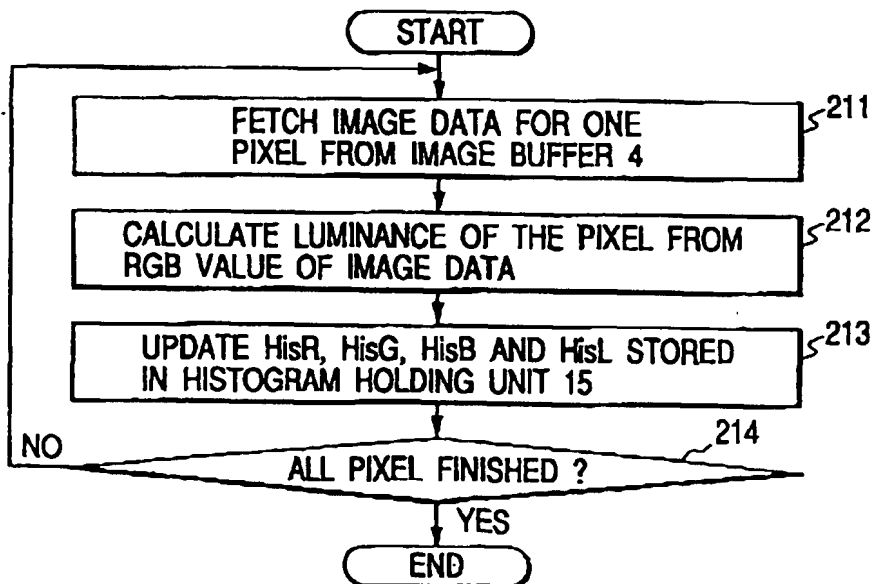 START
FETCH IMAGE DATA FOR ONE
PIXEL FROM IMAGE BUFFER 4
211
CALCULATE LUMINANCE OF THE PIXEL FROM
RGB VALUE OF IMAGE DATA
212
UPDATE HisR, HisG, HisB AND HisL STORED
IN HISTOGRAM HOLDING UNIT 15
213
214
NO
ALL PIXEL FINISHED ?
YES
END